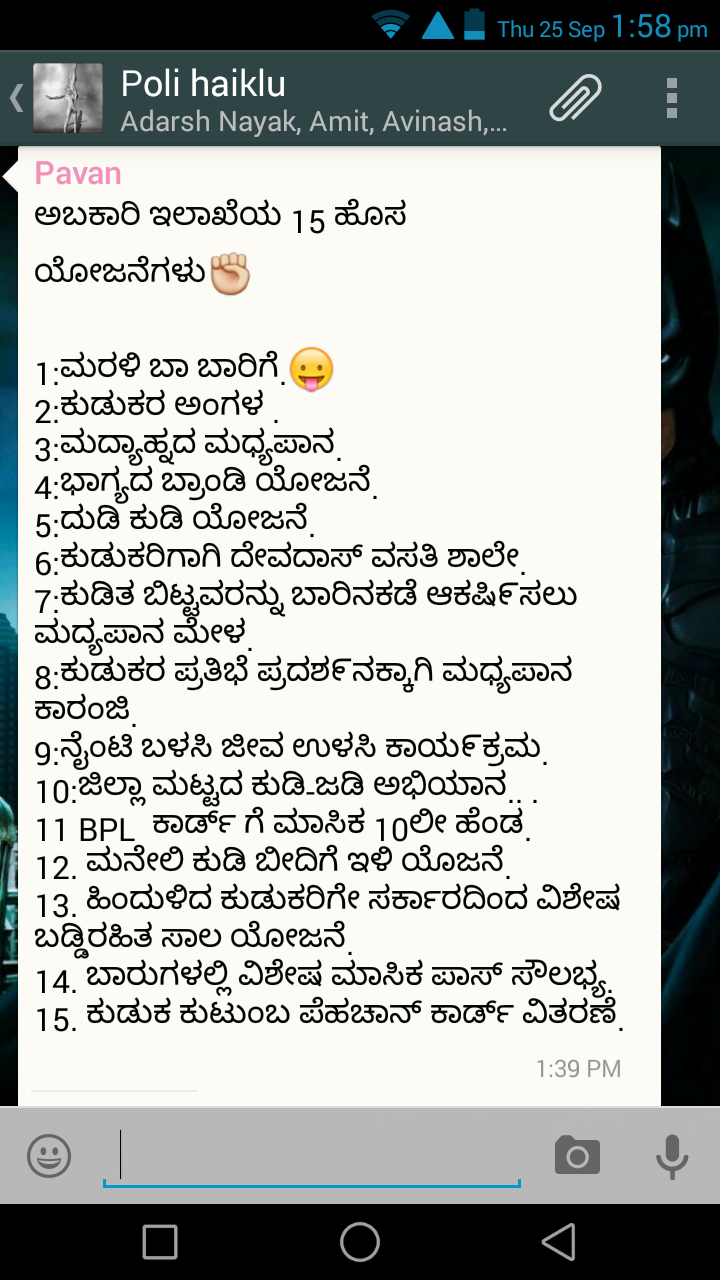 Thu 25 Sep 1:58 pm
Poli haiklu
Adarsh Nayak, Amit, Avinash,...
Pavan
ಅಬಕಾರಿ ಇಲಾಖೆಯ 15 ಹೊಸ
ಯೋಜನೆಗಳು✊
1:ಮರಳಿ ಬಾ ಬಾರಿಗೆ.😛
2:ಕುಡುಕರ ಅಂಗಳ .
3:ಮದ್ಯಾಹ್ನದ ಮಧ್ಯಪಾನ.
4:ಭಾಗ್ಯದ ಬ್ರಾಂಡಿ ಯೋಜನೆ.
5:ದುಡಿ ಕುಡಿ ಯೋಜನೆ.
6:ಕುಡುಕರಿಗಾಗಿ ದೇವದಾಸ್ ವಸತಿ ಶಾಲೇ.
7:ಕುಡಿತ ಬಿಟ್ಟವರನ್ನು ಬಾರಿನಕಡೆ ಆಕರ್ಷಿಸಲು
ಮದ್ಯಪಾನ ಮೇಳ.
8:ಕುಡುಕರ ಪ್ರತಿಭೆ ಪ್ರದರ್ಶನಕ್ಕಾಗಿ ಮಧ್ಯಪಾನ
ಕಾರಂಜಿ.
9:ನೈಂಟಿ ಬಳಸಿ ಜೀವ ಉಳಸಿ ಕಾರ್ಯಕ್ರಮ.
10:ಜಿಲ್ಲಾ ಮಟ್ಟದ ಕುಡಿ-ಜಡಿ ಅಭಿಯಾನ.. .
11 BPL ಕಾರ್ಡ್ ಗೆ ಮಾಸಿಕ 10ಲೀ ಹೆಂಡ.
12. ಮನೇಲಿ ಕುಡಿ ಬೀದಿಗೆ ಇಳಿ ಯೊಜನೆ.
13. ಹಿಂದುಳಿದ ಕುಡುಕರಿಗೇ ಸರ್ಕಾರದಿಂದ ವಿಶೇಷ
ಬಡ್ಡಿರಹಿತ ಸಾಲ ಯೋಜನೆ.
14. ಬಾರುಗಳಲ್ಲಿ ವಿಶೇಷ ಮಾಸಿಕ ಪಾಸ್ ಸೌಲಭ್ಯ.
15. ಕುಡುಕ ಕುಟುಂಬ ಪೆಹಚಾನ್ ಕಾರ್ಡ್ ವಿತರಣೆ.
1:39 PM